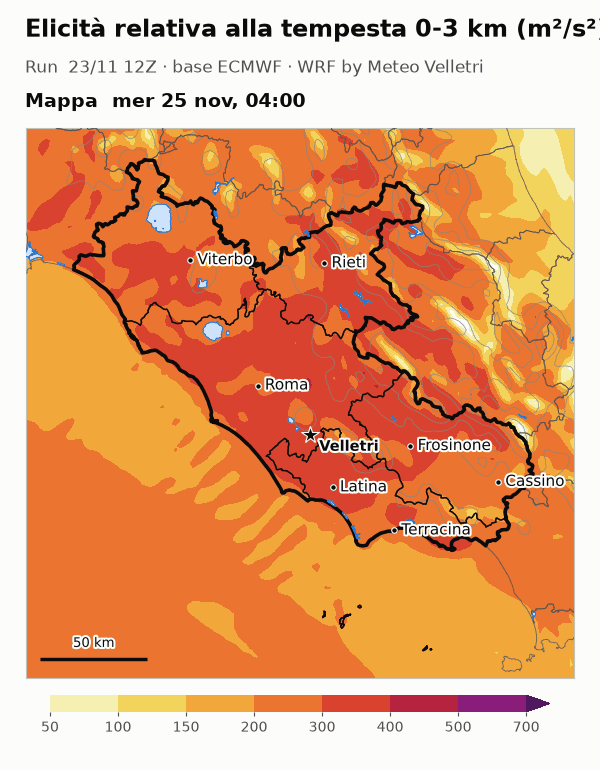 Elicità relativa alla tempesta 0-3 km (m²/s²)
Run  23/11 12Z · base ECMWF · WRF by Meteo Velletri
Mappa  mer 25 nov, 04:00
Viterbo
Rieti
Roma
Velletri
Frosinone
Cassino
Latina
Terracina
50 km
50 100 150 200 300 400 500 700